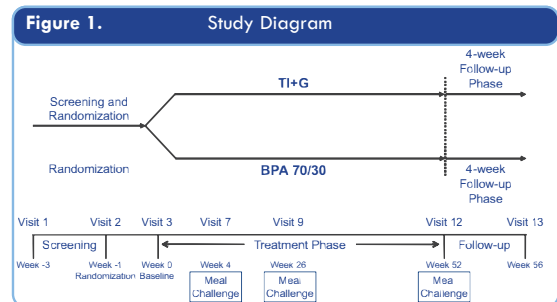 Figure 1. Study Diagram
4-week
Follow-up
Phase
TI+G
Screening and
Randomization
Randomization
BPA 70/30
4-week
Follow-up
Phase
Visit 1 Visit 2 Visit 3 Visit 7 Visit 9 Visit 12 Visit 13
Screening Treatment Phase Follow-up
Week -3 Week -1 Week 0 Week 4 Week 26 Week 52 Week 56
Randomization Baseline
Meal Meal Meal
Challenge Challenge Challenge